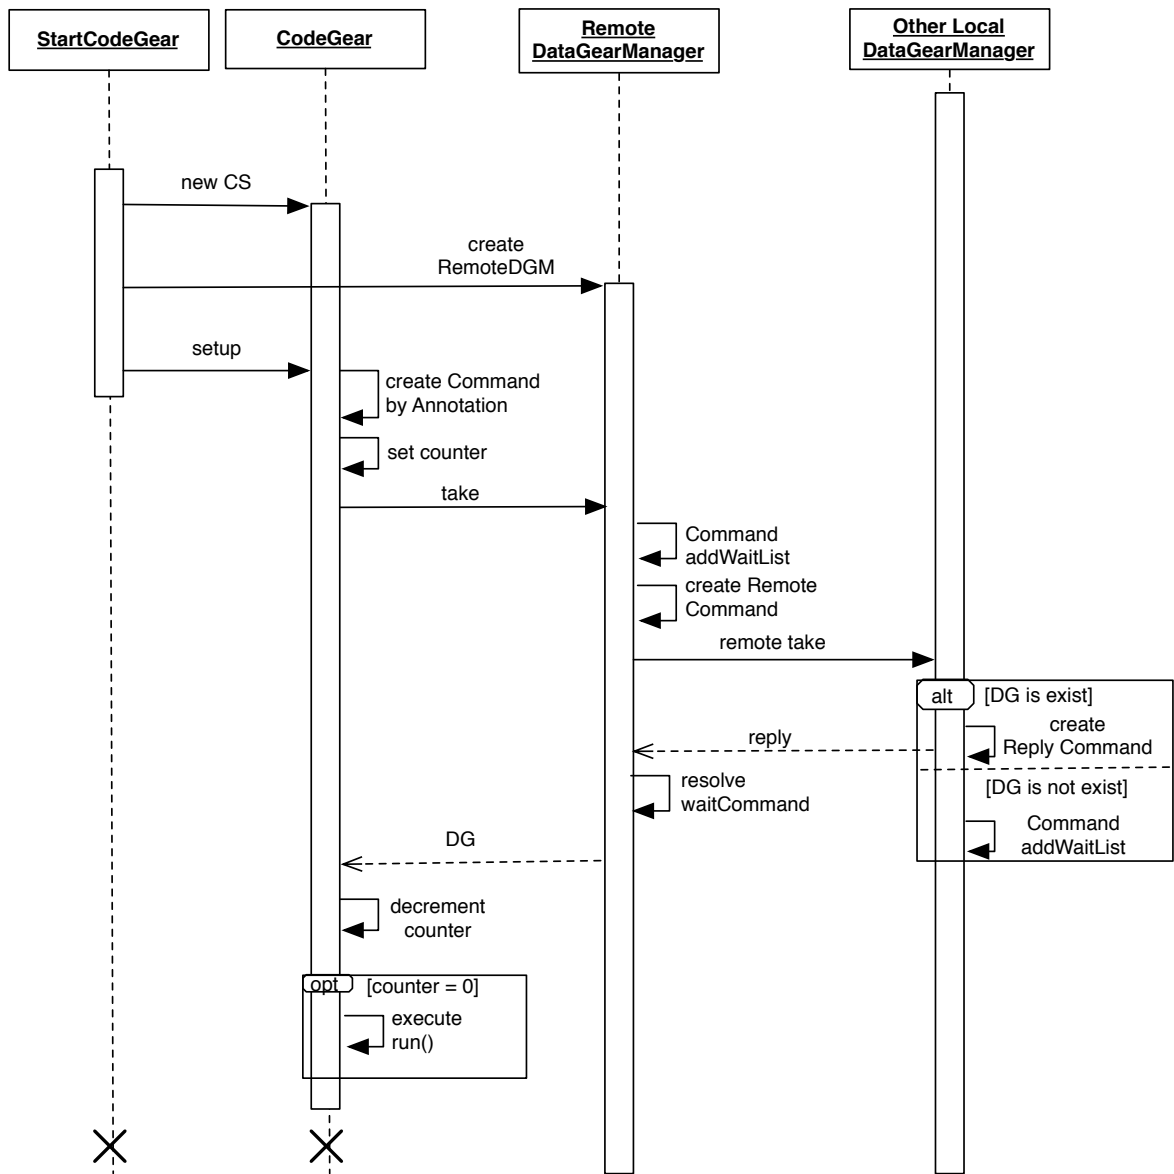 StartCodeGear
CodeGear
Remote
DataGearManager
Other Local
DataGearManager
new CS
create
RemoteDGM
setup
create Command
by Annotation
set counter
take
Command
addWaitList
create Remote
Command
remote take
alt
[DG is exist]
create
Reply Command
reply
[DG is not exist]
resolve
waitCommand
Command
addWaitList
DG
decrement
counter
opt
[counter = 0]
execute
run()